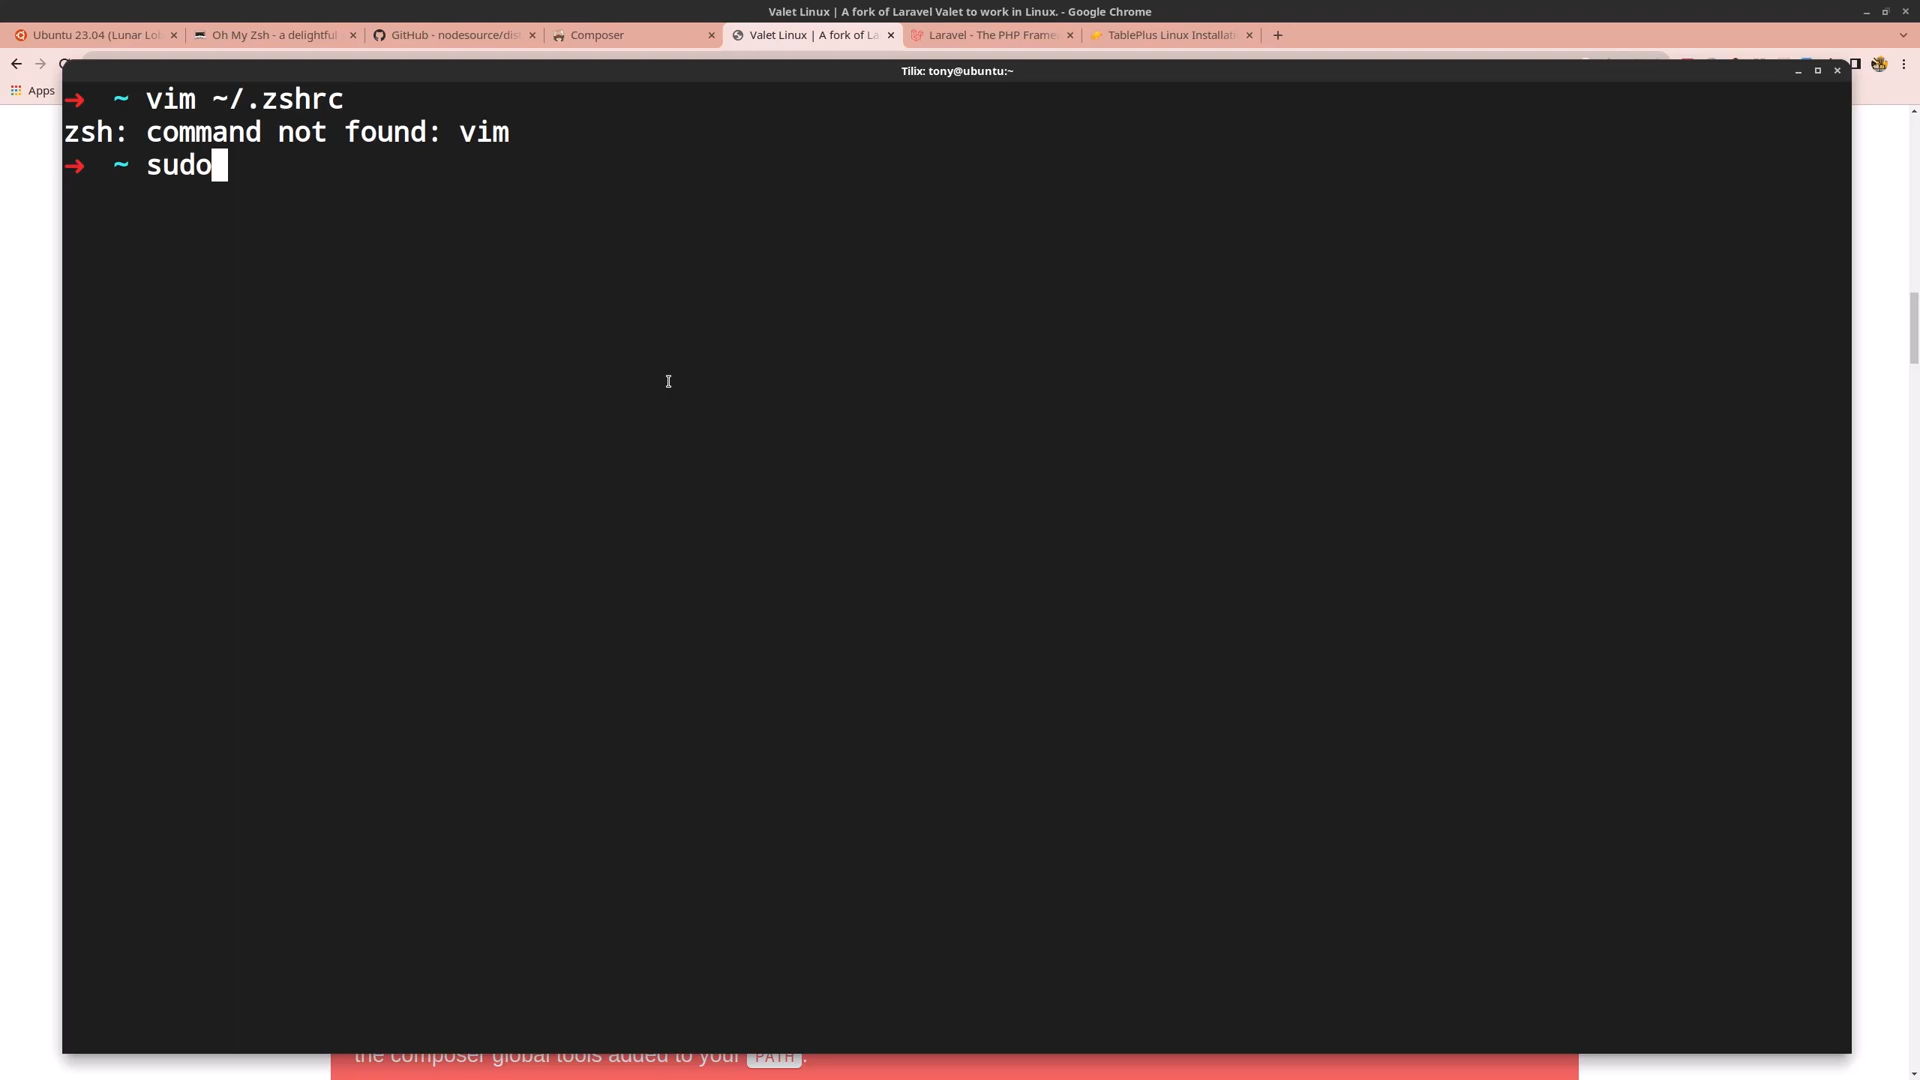 Valet Linux | A fork of Laravel Valet to work in Linux. - Google Chrome
Ubuntu 23.04 (Lunar Lob
Oh My Zsh - a delightful
GitHub - nodesource/dist
Composer
Valet Linux | A fork of La
Laravel - The PHP Frame
TablePlus Linux Installati
Apps
Tilix: tony@ubuntu:~
➜ ~ vim ~/.zshrc
zsh: command not found: vim
➜ ~ sudo
the composer global tools added to your PATH.